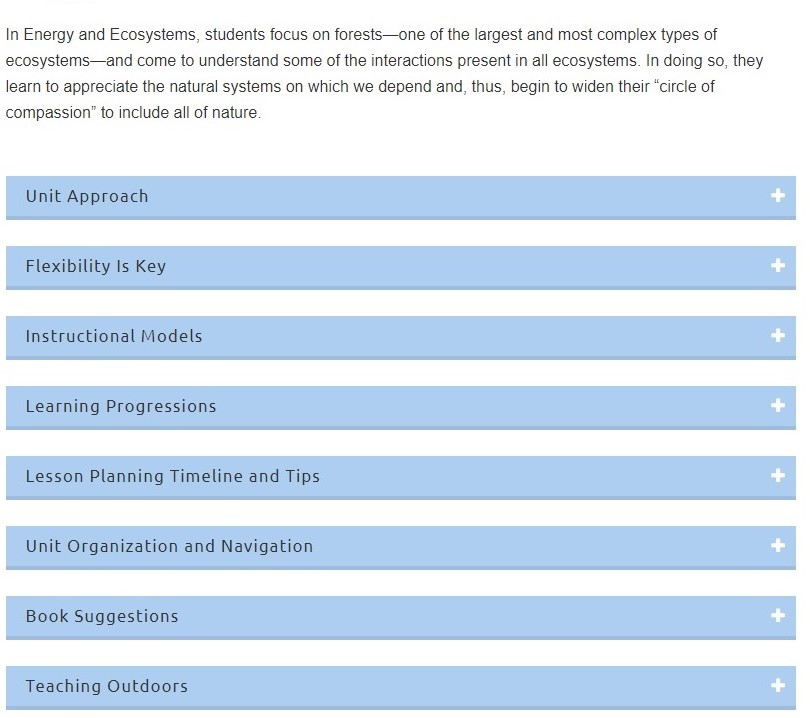 In Energy and Ecosystems, students focus on forests—one of the largest and most complex types of
ecosystems—and come to understand some of the interactions present in all ecosystems. In doing so, they
learn to appreciate the natural systems on which we depend and, thus, begin to widen their “circle of
compassion” to include all of nature.
Unit Approach
Flexibility Is Key
Instructional Models
Learning Progressions
Lesson Planning Timeline and Tips
Unit Organization and Navigation
Book Suggestions
Teaching Outdoors